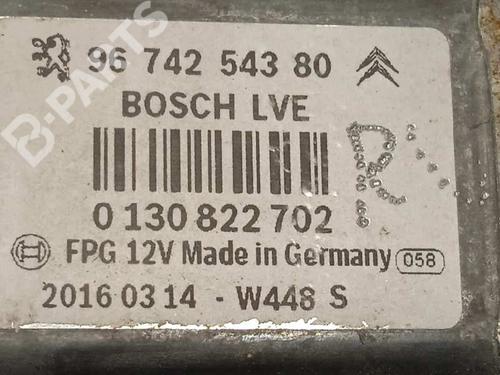 B-PARTS
96 742 543 80
BOSCH LVE
R
0 130 822 702
FPG 12V Made in Germany 058
2016 03 14 - W448 S